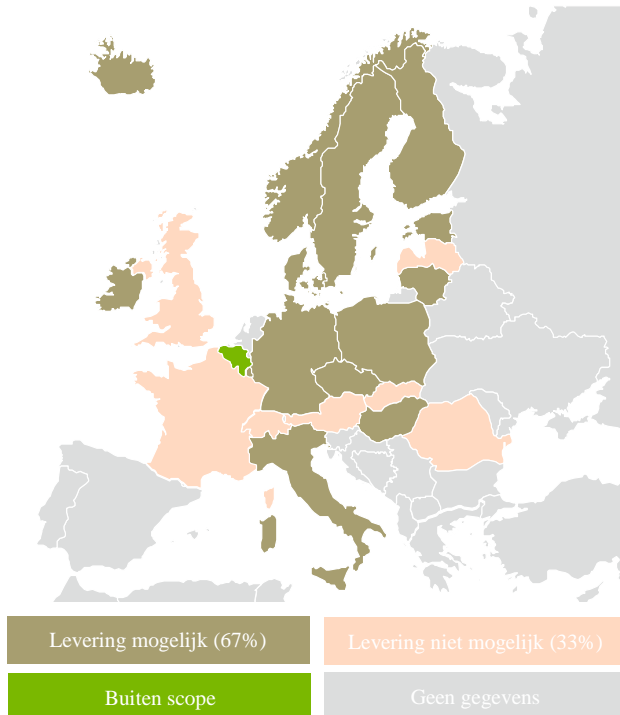 Levering mogelijk (67%)
Levering niet mogelijk (33%)
Buiten scope
Geen gegevens